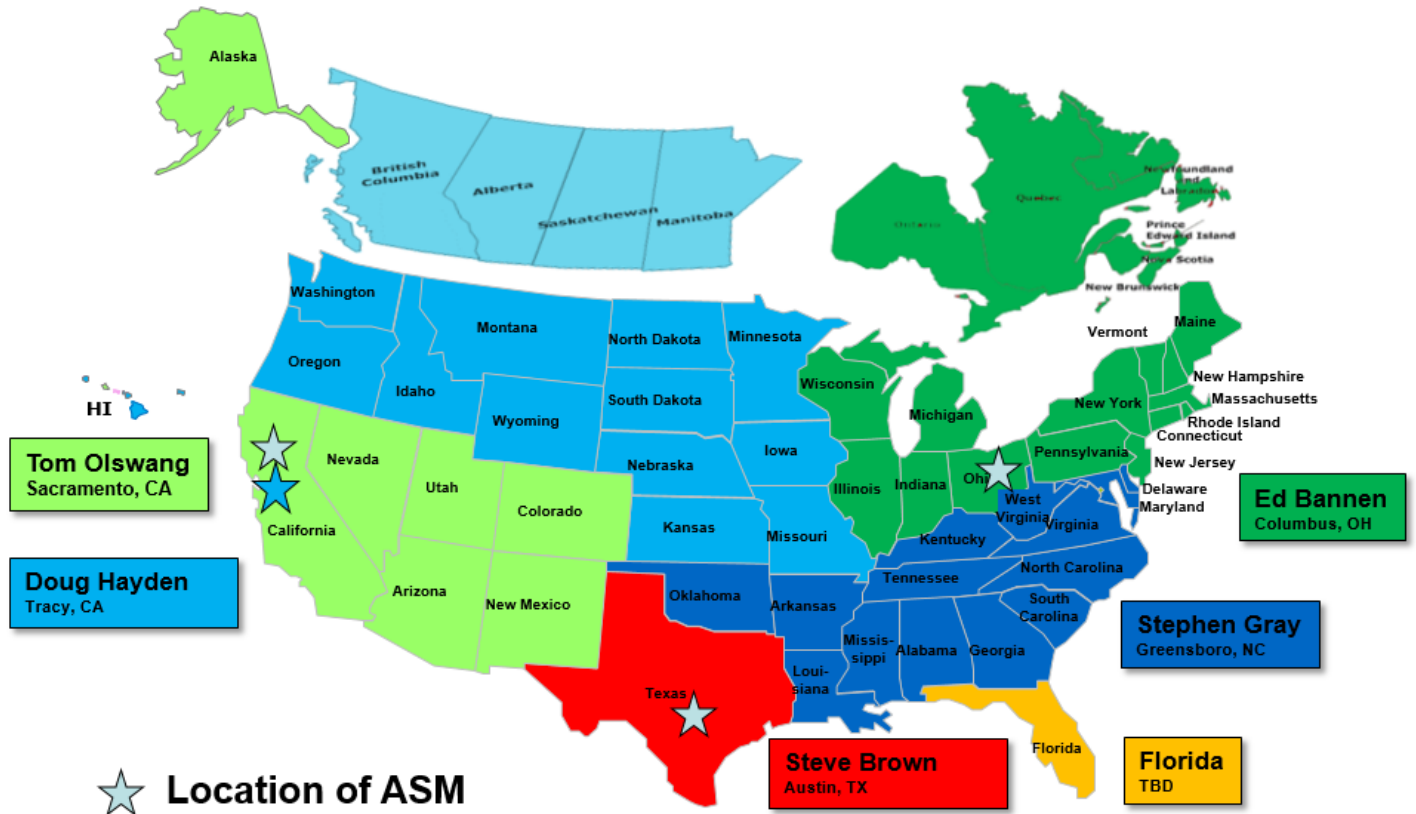 Alaska
British
Columbia
Alberta
Saskatchewan
Manitoba
Ontario
Quebec
Newfoundland
and
Labrador
Prince
Edward Island
Nova Scotia
New Brunswick
Washington
Oregon
Idaho
Montana
Wyoming
North Dakota
South Dakota
Nebraska
Kansas
Minnesota
Iowa
Missouri
Wisconsin
Michigan
Illinois
Indiana
Ohi
Pennsylvania
New York
Vermont
Maine
New Hampshire
Massachusetts
Rhode Island
Connecticut
New Jersey
Delaware
Maryland
HI
Nevada
Utah
Colorado
California
Arizona
New Mexico
Oklahoma
Texas
Arkansas
Loui-
siana
Missis-
sippi
Alabama
Georgia
Florida
Tennessee
Kentucky
West
Virginia
Virginia
North Carolina
South
Carolina
Tom Olswang
Sacramento, CA
Doug Hayden
Tracy, CA
Ed Bannen
Columbus, OH
Stephen Gray
Greensboro, NC
Steve Brown
Austin, TX
Florida
TBD
Location of ASM